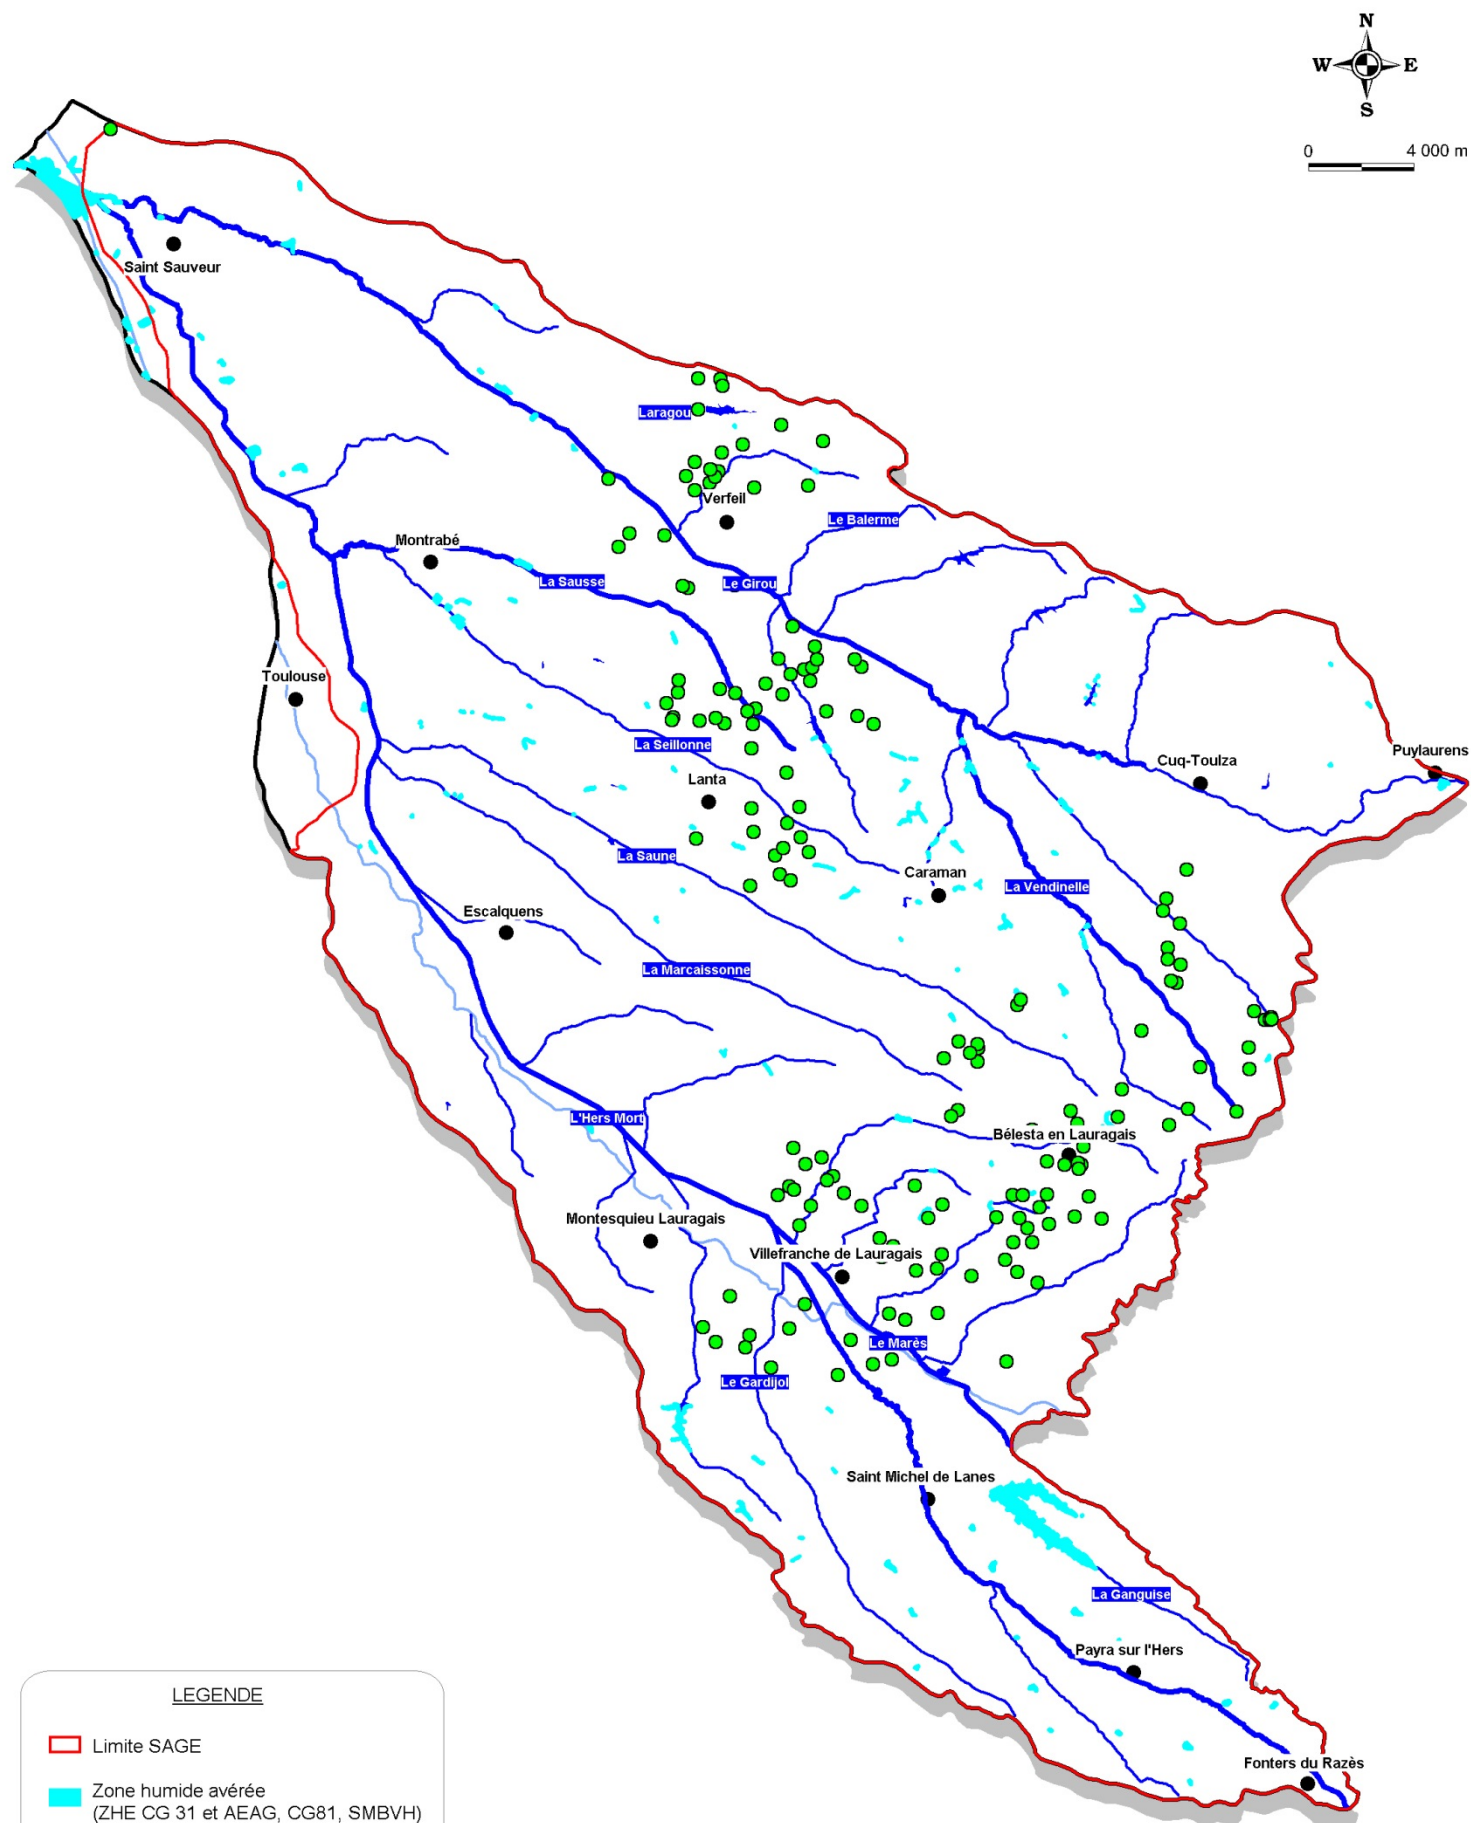 N
W
E
S
0
4 000 m
Saint Sauveur
Laragou
Verfeil
Le Balerme
Montrabé
La Sausse
Le Girou
Toulouse
La Seillonne
Puylaurens
Cuq-Toulza
Lanta
La Saune
Caraman
La Vendinelle
Escalquens
La Marcaissonne
L'Hers Mort
Bélesta en Lauragais
Montesquieu Lauragais
Villefranche de Lauragais
Le Marès
Le Gardijol
Saint Michel de Lanes
La Ganguise
Payra sur l'Hers
Fonters du Razès
LEGENDE
Limite SAGE
Zone humide avérée
(ZHE CG 31 et AEAG, CG81, SMBVH)